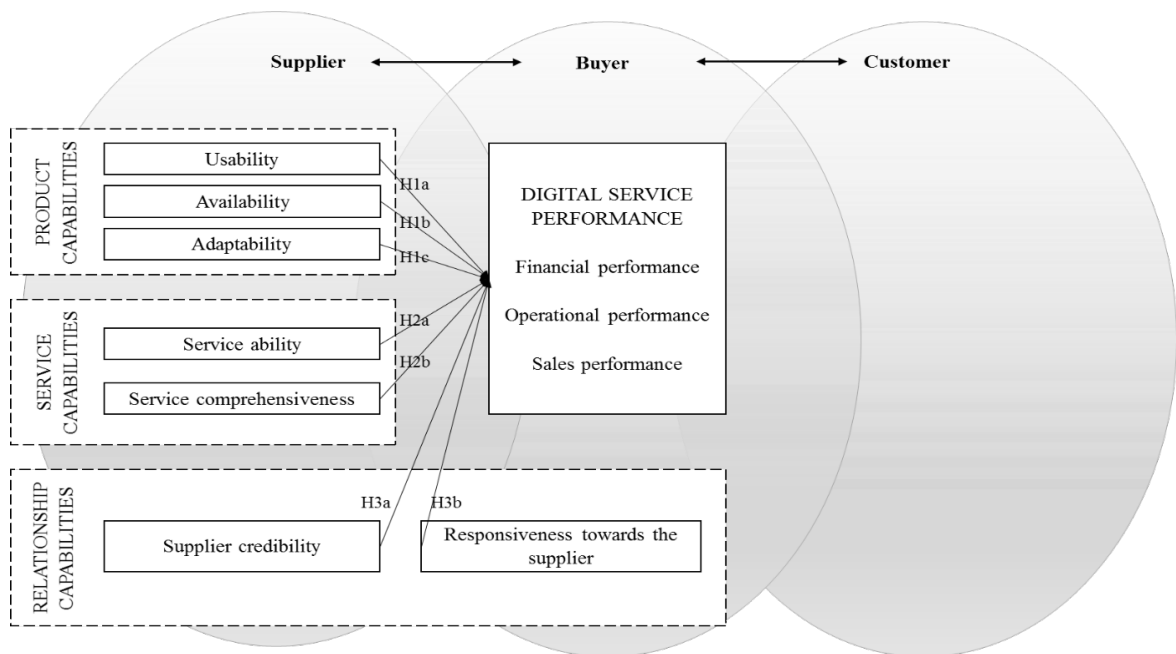 Supplier
Buyer
Customer
PRODUCT
CAPABILITIES
Usability
Availability
Adaptability
H1a
H1b
H1c
SERVICE
CAPABILITIES
Service ability
Service comprehensiveness
H2a
H2b
DIGITAL SERVICE
PERFORMANCE
Financial performance
Operational performance
Sales performance
RELATIONSHIP
CAPABILITIES
H3a
H3b
Supplier credibility
Responsiveness towards the
supplier